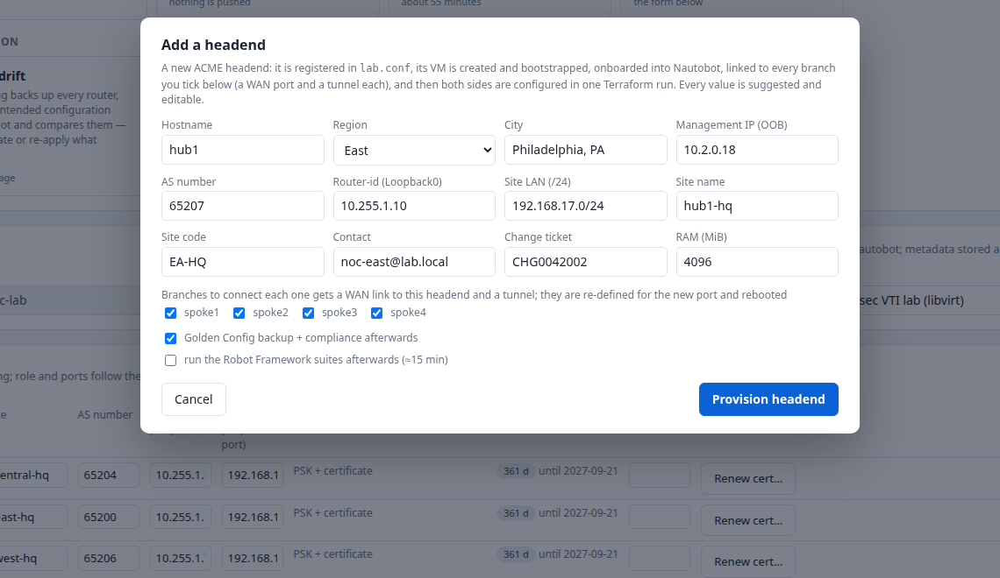 nothing is pushed
about 55 minutes
the form below
ON
drift
ig backs up every router,
ntended configuration
ot and compares them —
ate or re-apply what
age
Add a headend
A new ACME headend: it is registered in lab.conf, its VM is created and bootstrapped, onboarded into Nautobot, linked to every branch
you tick below (a WAN port and a tunnel each), and then both sides are configured in one Terraform run. Every value is suggested and
editable.
Hostname Region City Management IP (OOB)
hub1 East Philadelphia, PA 10.2.0.18
AS number Router-id (Loopback0) Site LAN (/24) Site name
65207 10.255.1.10 192.168.17.0/24 hub1-hq
Site code Contact Change ticket RAM (MiB)
EA-HQ noc-east@lab.local CHG0042002 4096
Branches to connect each one gets a WAN link to this headend and a tunnel; they are re-defined for the new port and rebooted
spoke1 spoke2 spoke3 spoke4
Golden Config backup + compliance afterwards
run the Robot Framework suites afterwards (≈15 min)
Cancel Provision headend
autobot; metadata stored a
c-lab
sec VTI lab (libvirt)
ng; role and ports follow the
te AS number
port)
entral-hq 65204 10.255.1. 192.168.1 PSK + certificate 361 d until 2027-09-21 Renew cert...
ast-hq 65200 10.255.1. 192.168.1 PSK + certificate 361 d until 2027-09-21 Renew cert...
west-hq 65206 10.255.1. 192.168.1 PSK + certificate 361 d until 2027-09-21 Renew cert...